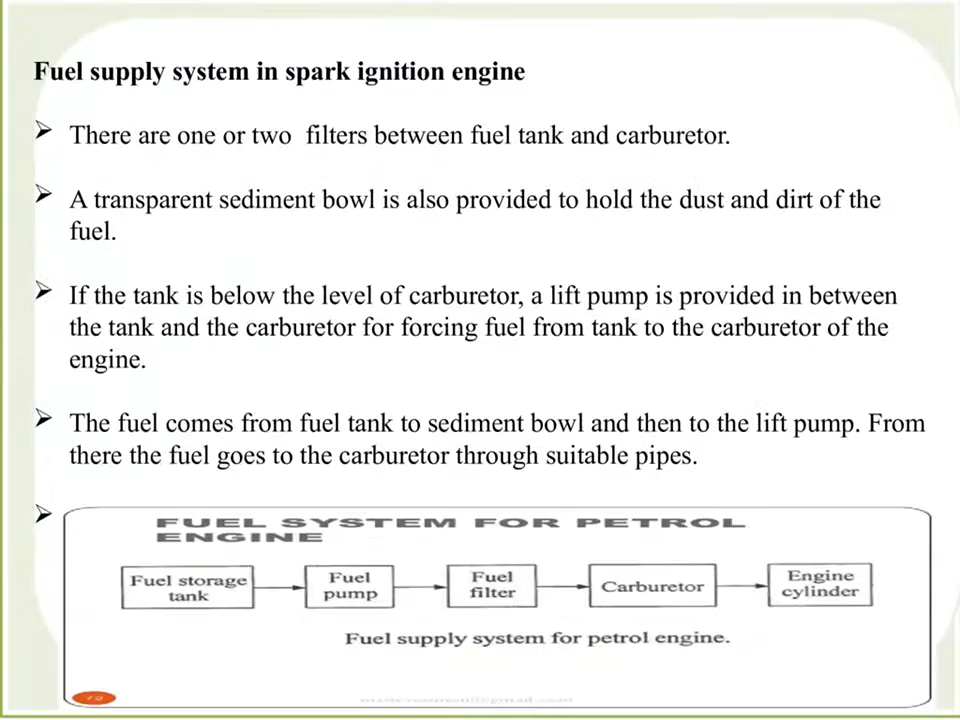 Fuel supply system in spark ignition engine
There are one or two filters between fuel tank and carburetor.
A transparent sediment bowl is also provided to hold the dust and dirt of the
fuel.
If the tank is below the level of carburetor, a lift pump is provided in between
the tank and the carburetor for forcing fuel from tank to the carburetor of the
engine.
The fuel comes from fuel tank to sediment bowl and then to the lift pump. From
there the fuel goes to the carburetor through suitable pipes.
FUEL SYSTEM FOR PETROL
ENGINE
Fuel storage
tank
Fuel
pump
Fuel
filter
Carburetor
Engine
cylinder
Fuel supply system for petrol engine.